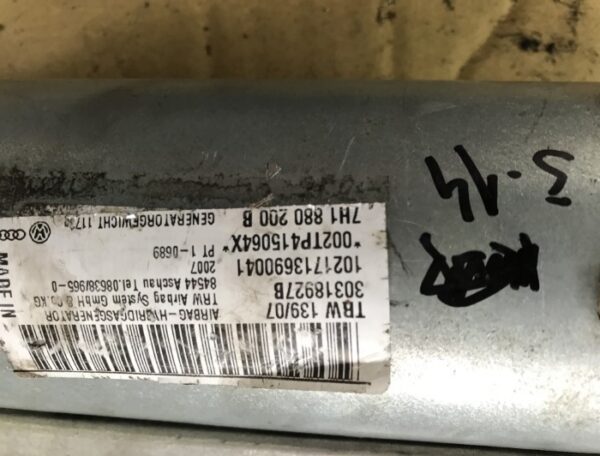 TBW 139/07
30318927B
1021713690041
*002TP415064X*
7H1 880 200 B
AIRBAG-HYBRIDGASGENERATOR
TRW Airbag System GmbH & Co.KG
84544 Aschau Tel.08638/965-0
2007
PT 1-0689
GENERATORGEWICHT 1173g
MADE IN
3-14